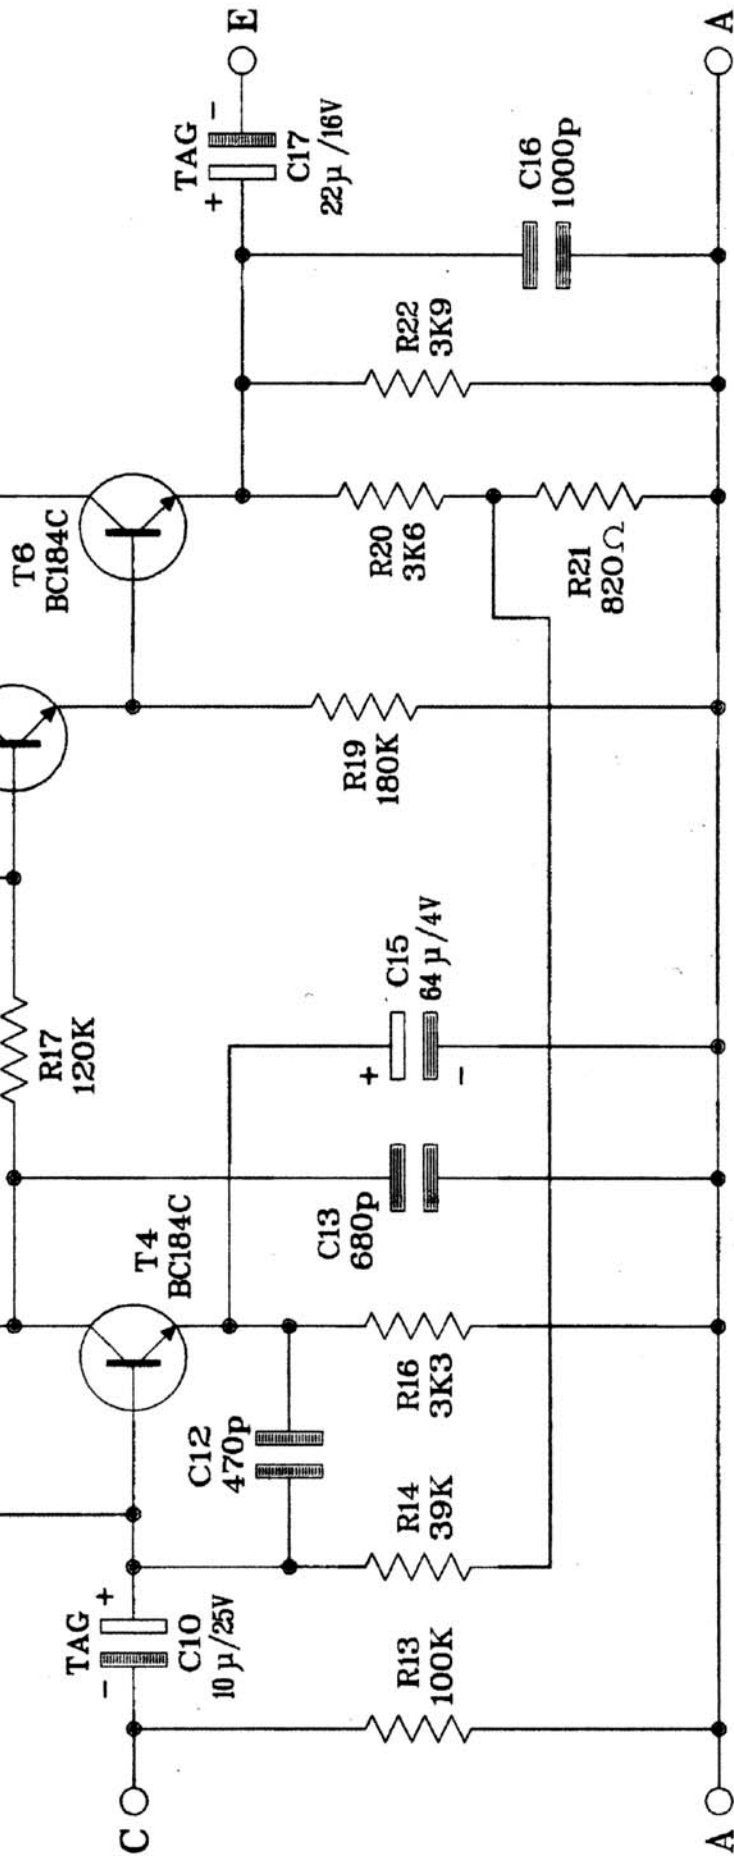 C
TAG
- +
C10
10µ/25V
R13
100K
C12
470p
R14
39K
T4
BC184C
R16
3K3
C13
680p
+
-
C15
64µ/4V
R17
120K
R19
180K
T6
BC184C
R20
3K6
R21
820Ω
R22
3K9
TAG
+ -
C17
22µ/16V
C16
1000p
E
A
A